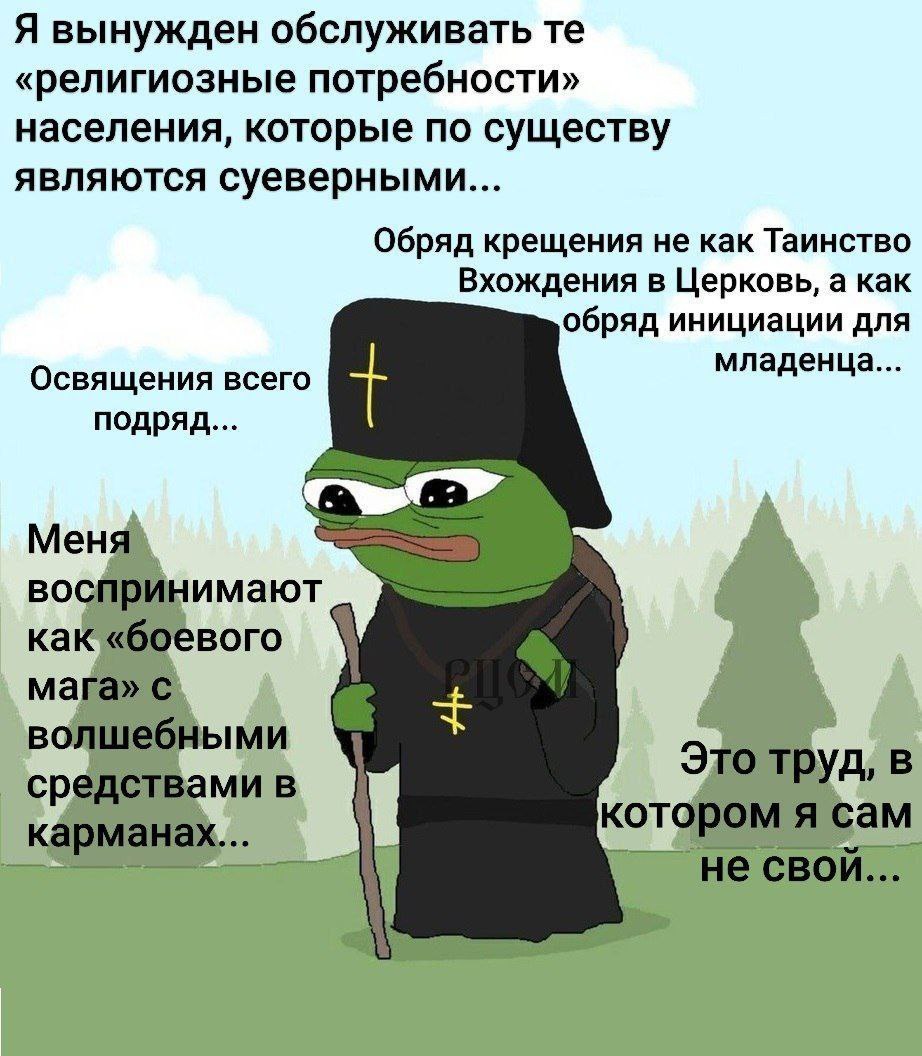 Я вынужден обслуживать те
«религиозные потребности»
населения, которые по существу
являются суеверными...
Обряд крещения не как Таинство
Вхождения в Церковь, а как
обряд инициации для
младенца...
Освящения всего
подряд...
Меня
воспринимают
как «боевого
мага» с
волшебными
средствами в
карманах...
Это труд, в
котором я сам
не свой...